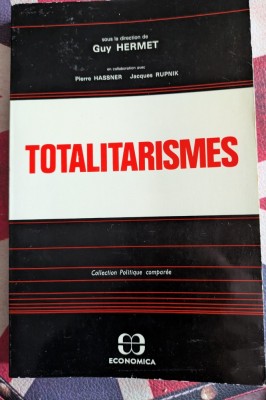 sous la direction de
Guy HERMET
en collaboration avec
Pierre HASSNER Jacques RUPNIK
TOTALITARISMES
Collection Politique comparée
ECONOMICA